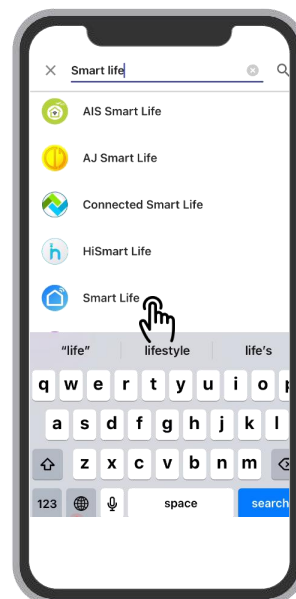 Smart life
AIS Smart Life
AJ Smart Life
Connected Smart Life
HiSmart Life
Smart Life
“life” lifestyle life's
q w e r t y u i o p
a s d f g h j k l
z x c v b n m
123 space search